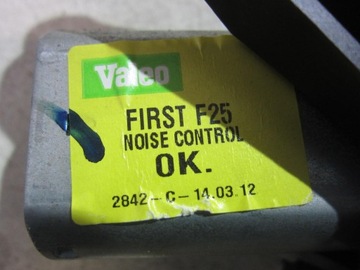 Valeo
FIRST F25
NOISE CONTROL
OK.
2842-C-14.03.12